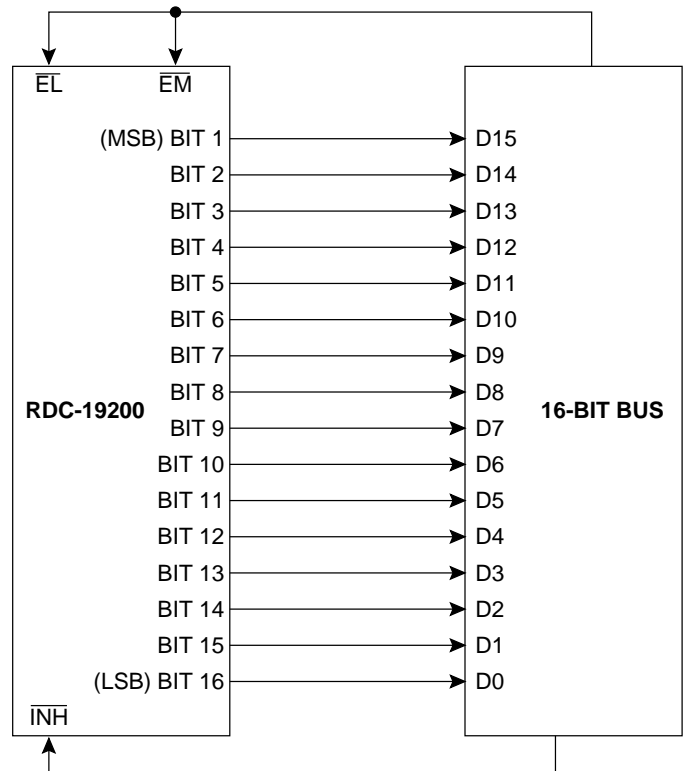 EL EM
(MSB) BIT 1 D15
BIT 2 D14
BIT 3 D13
BIT 4 D12
BIT 5 D11
BIT 6 D10
BIT 7 D9
BIT 8 D8
RDC-19200 16-BIT BUS
BIT 9 D7
BIT 10 D6
BIT 11 D5
BIT 12 D4
BIT 13 D3
BIT 14 D2
BIT 15 D1
(LSB) BIT 16 D0
INH